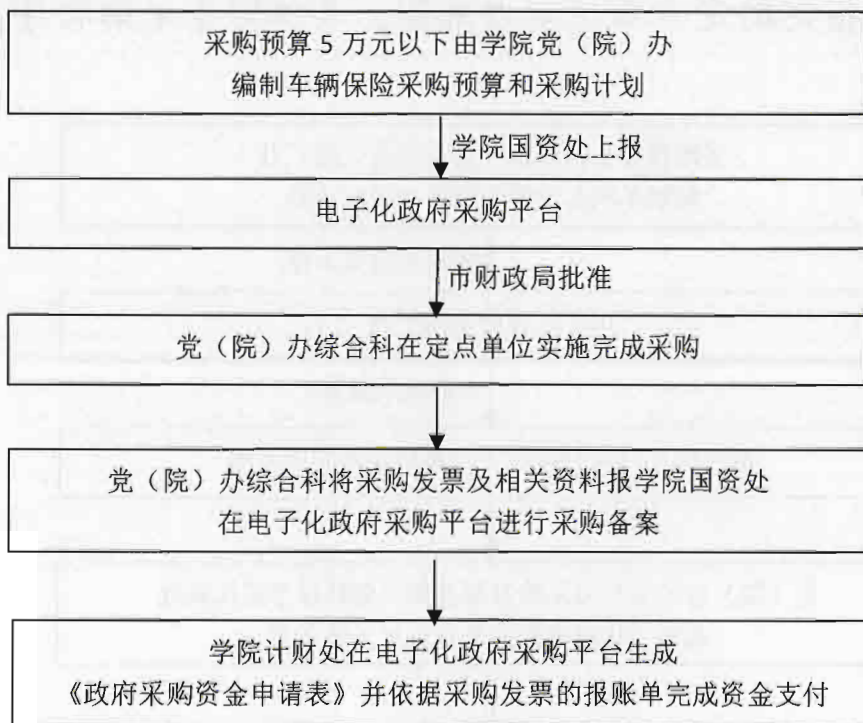 采购预算5万元以下由学院党（院）办
编制车辆保险采购预算和采购计划
学院国资处上报
电子化政府采购平台
市财政局批准
党（院）办综合科在定点单位实施完成采购
党（院）办综合科将采购发票及相关资料报学院国资处
在电子化政府采购平台进行采购备案
学院计财处在电子化政府采购平台生成
《政府采购资金申请表》并依据采购发票的报账单完成资金支付